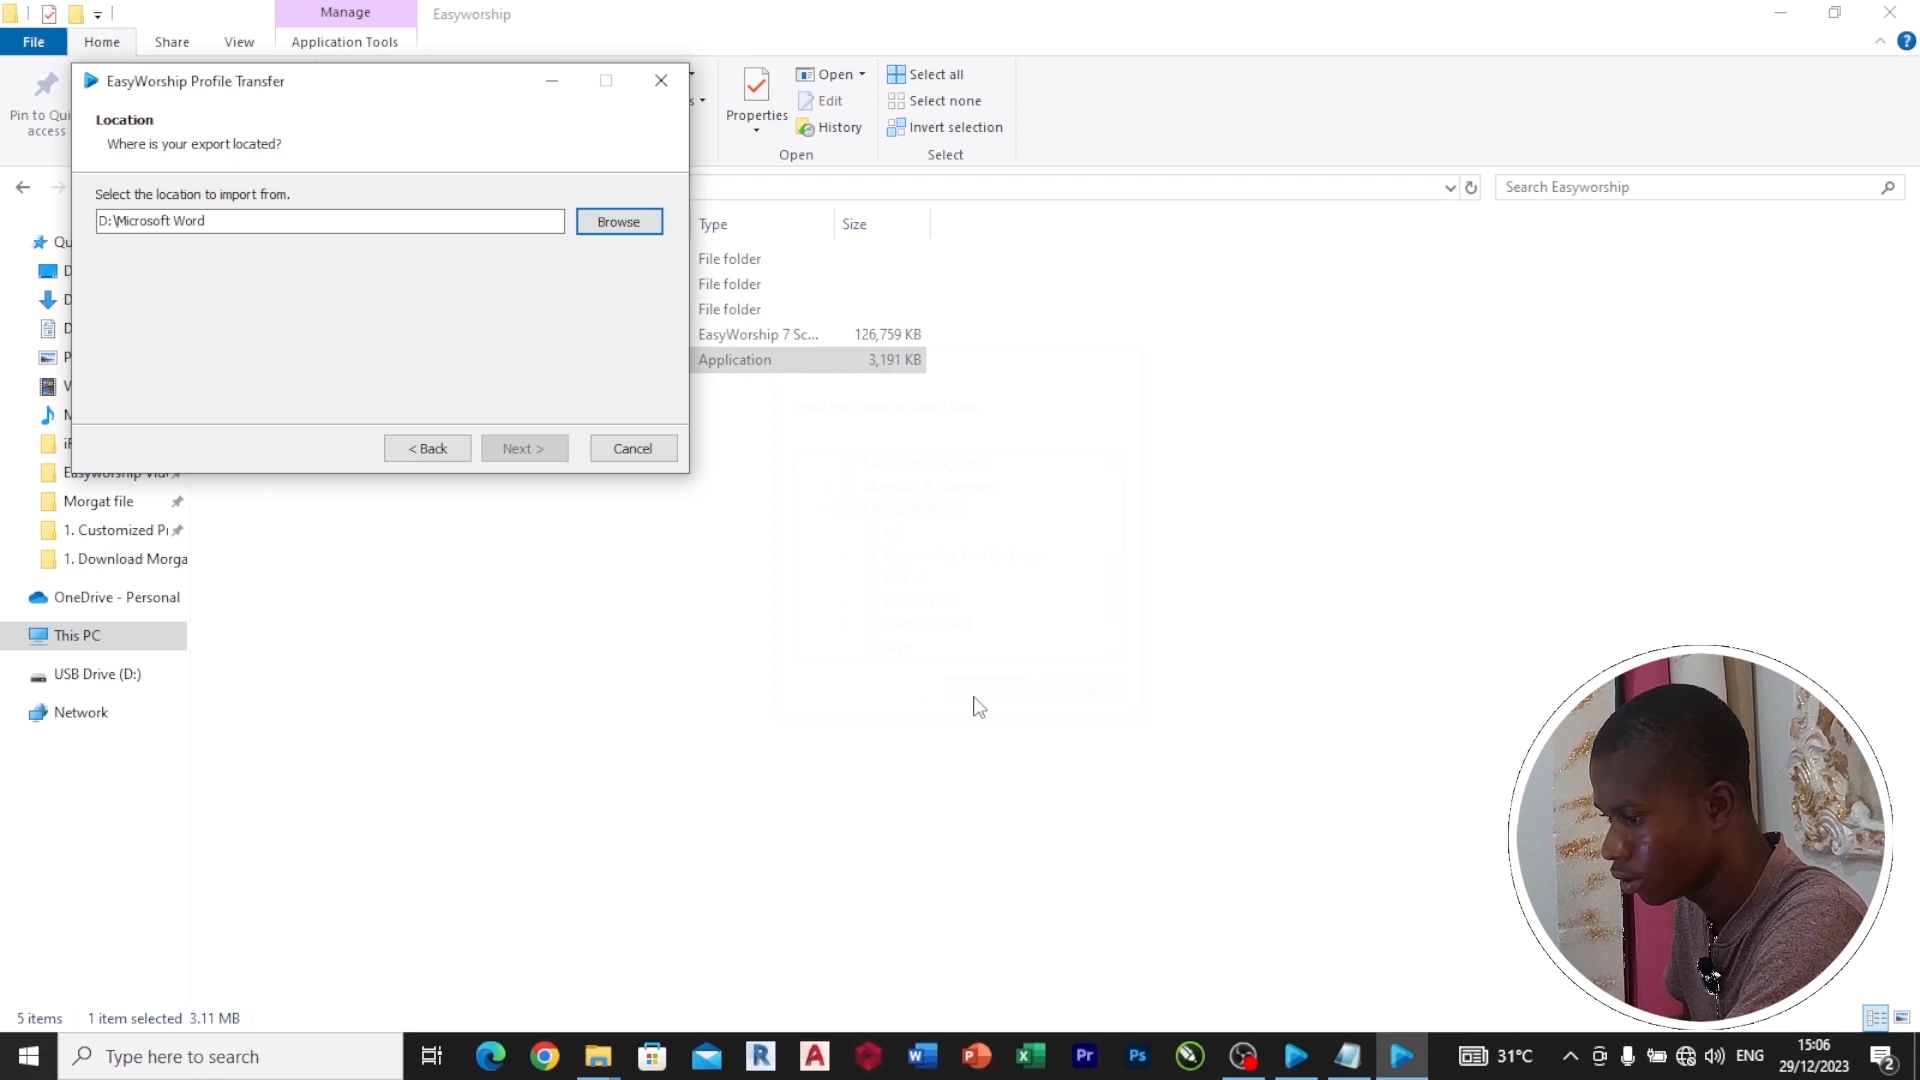 Manage
Easyworship
File
Home
Share
View
Application Tools
EasyWorship Profile Transfer
Location
Where is your export located?
Select the location to import from.
D:\Microsoft Word
Browse
< Back
Next >
Cancel
Pin to Qui
access
Properties
Open
Edit
History
Open
Select all
Select none
Invert selection
Select
Search Easyworship
Type
Size
File folder
File folder
File folder
EasyWorship 7 Sc...
126,759 KB
Application
3,191 KB
Qu
D
D
D
P
V
M
Morgat file
1. Customized Pr
1. Download Morga
OneDrive - Personal
This PC
USB Drive (D:)
Network
5 items
1 item selected 3.11 MB
Type here to search
31°C
ENG
15:06
29/12/2023
2